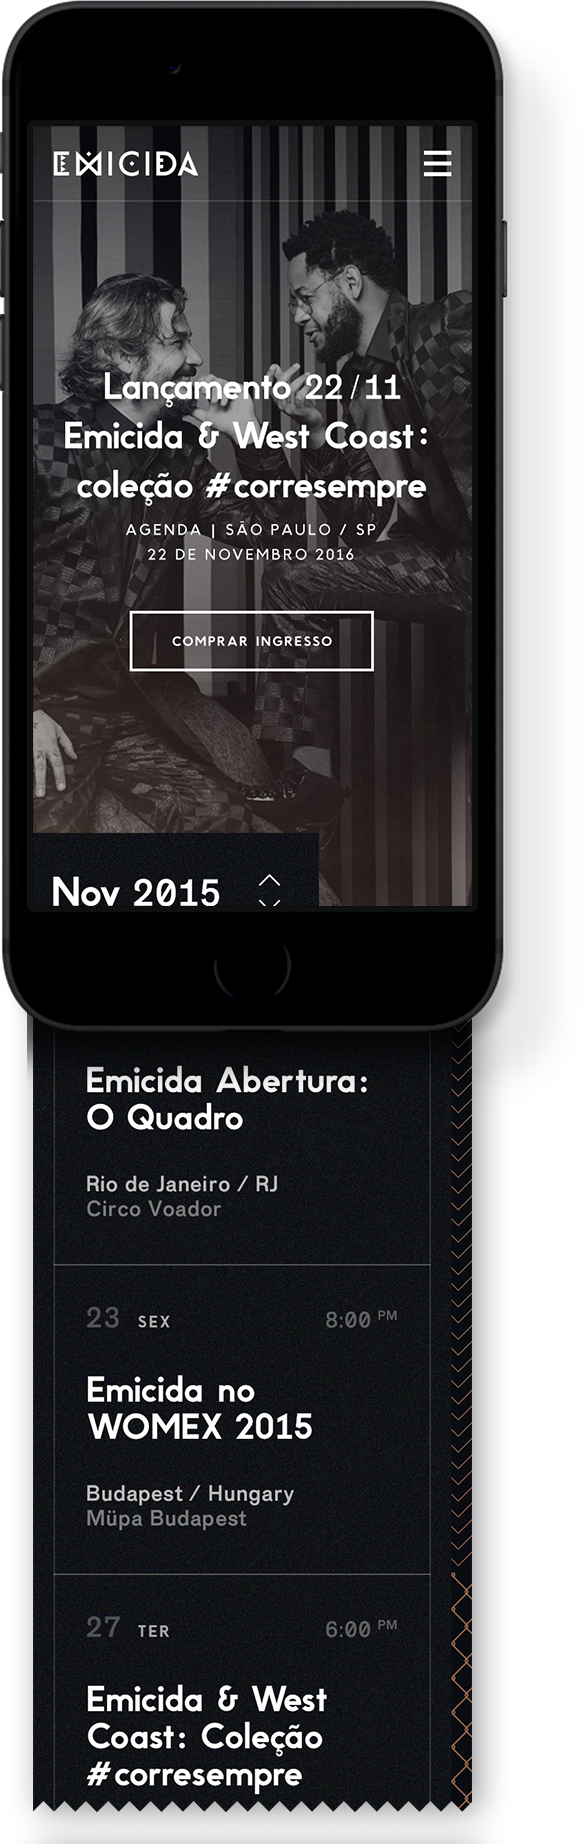 EMICIDA
Lançamento 22/11
Emicida & West Coast:
coleção #corresempre
AGENDA | SÃO PAULO / SP
22 DE NOVEMBRO 2016
COMPRAR INGRESSO
Nov 2015
Emicida Abertura:
O Quadro
Rio de Janeiro / RJ
Circo Voador
23 SEX 8:00 PM
Emicida no
WOMEX 2015
Budapest / Hungary
Müpa Budapest
27 TER 6:00 PM
Emicida & West
Coast: Coleção
#corresempre